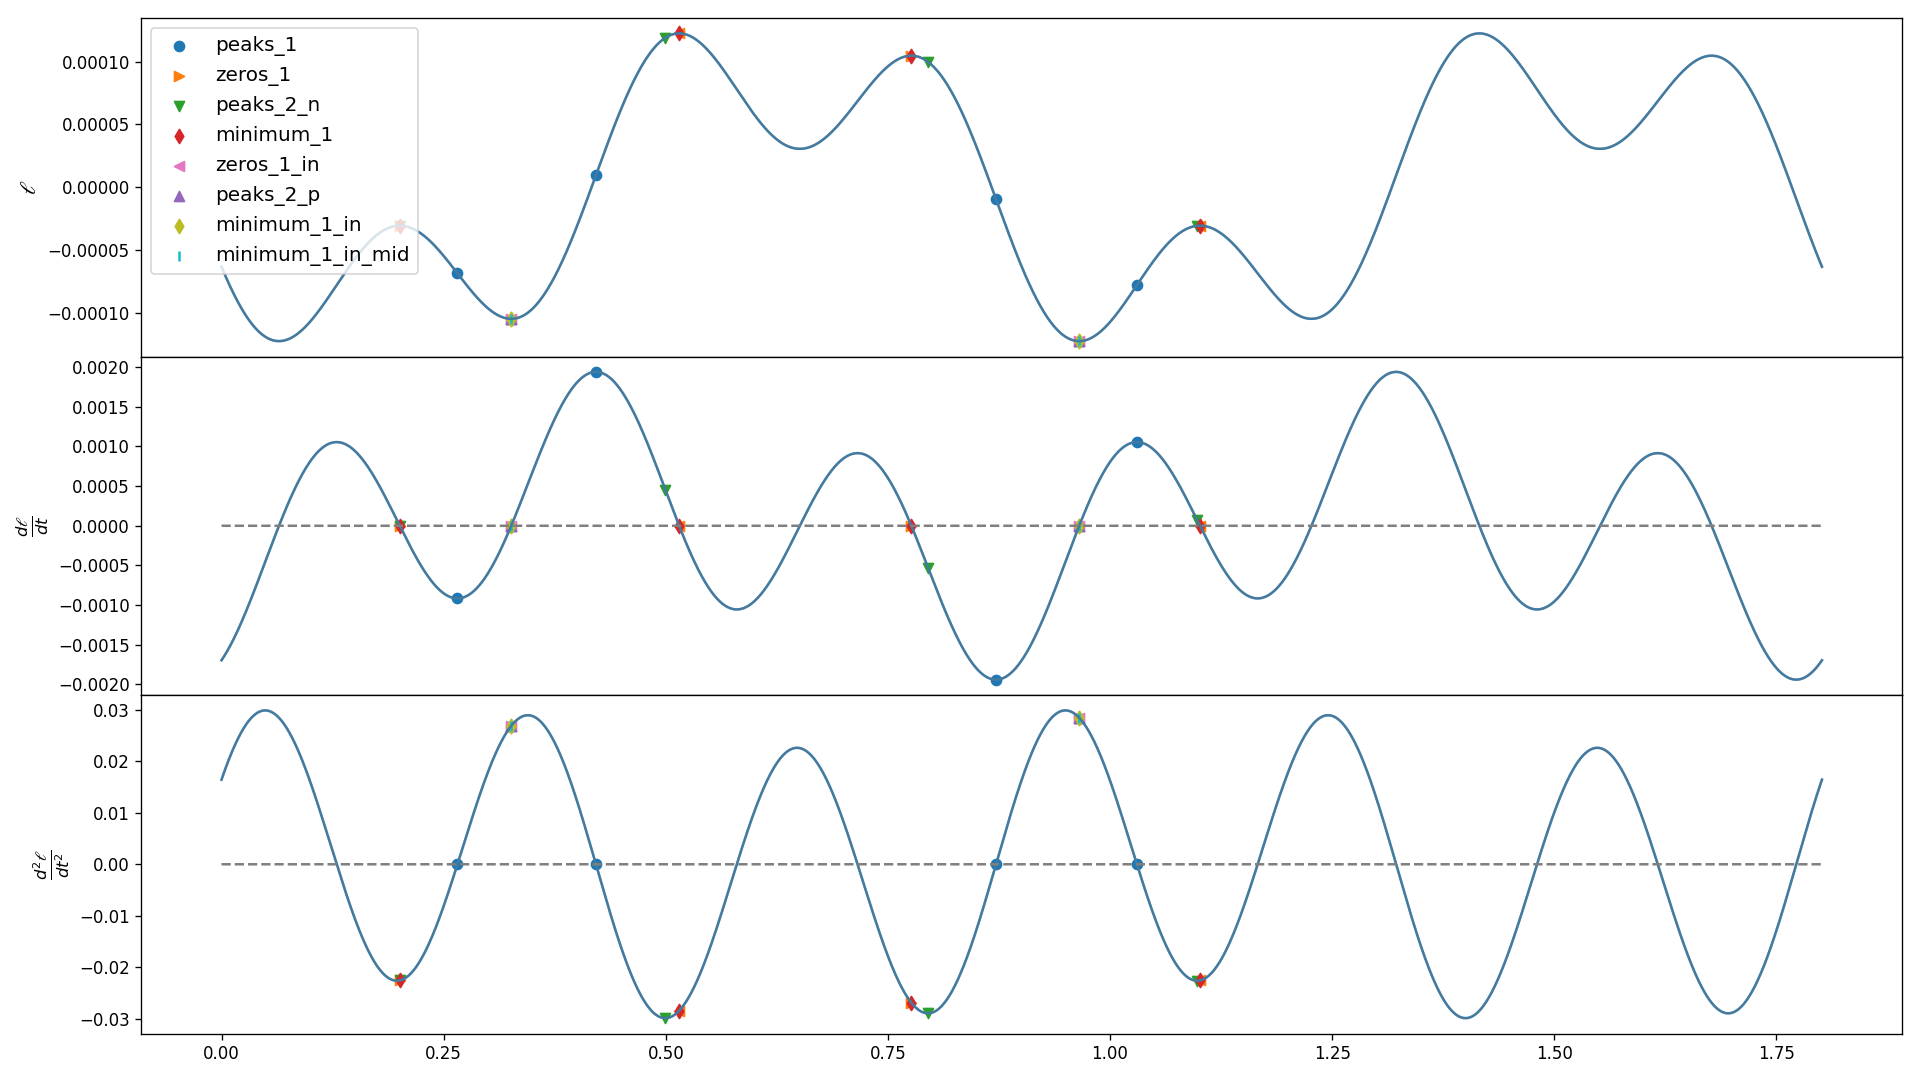 peaks_1
zeros_1
peaks_2_n
minimum_1
zeros_1_in
peaks_2_p
minimum_1_in
minimum_1_in_mid
0.00010
0.00005
0.00000
−0.00005
−0.00010
ℓ
0.0020
0.0015
0.0010
0.0005
0.0000
−0.0005
−0.0010
−0.0015
−0.0020
dℓ
dt
0.03
0.02
0.01
0.00
−0.01
−0.02
−0.03
d²ℓ
dt²
0.00 0.25 0.50 0.75 1.00 1.25 1.50 1.75